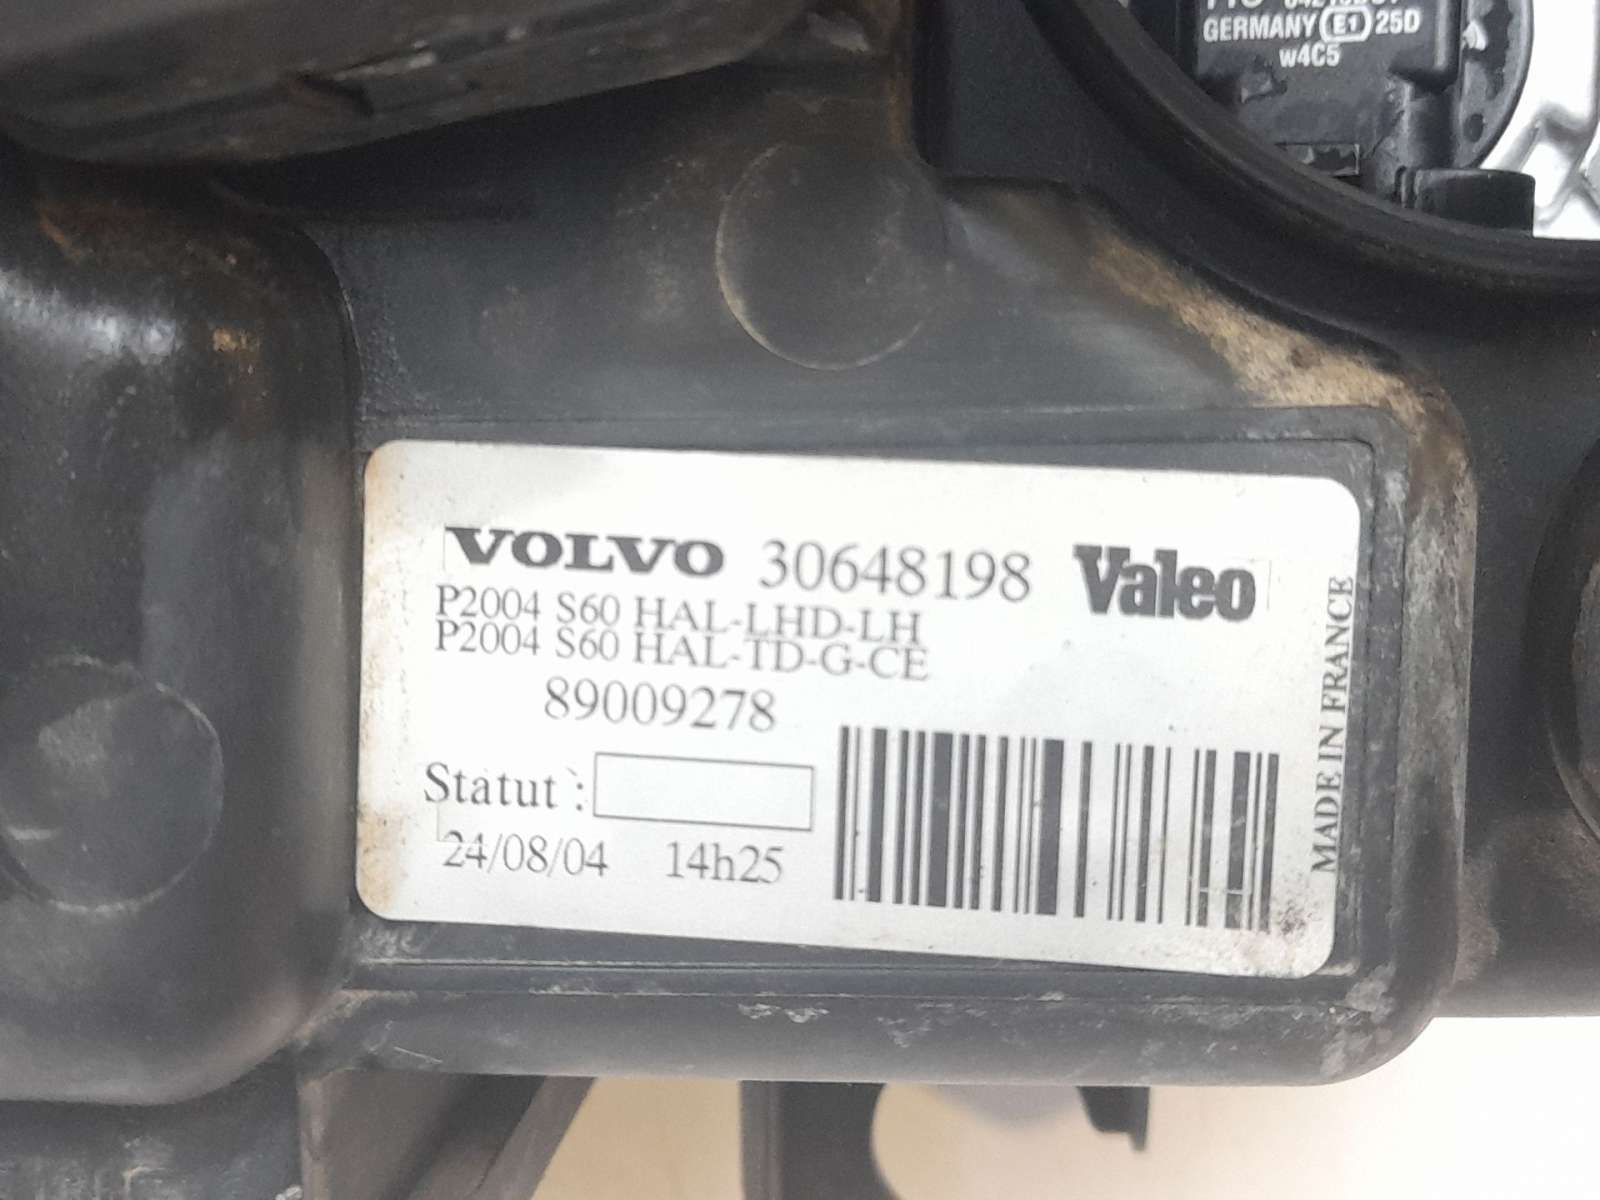 GERMANY E1 25D
w4C5
VOLVO 30648198 Valeo
P2004 S60 HAL-LHD-LH
P2004 S60 HAL-TD-G-CE
89009278
Statut :
24/08/04 14h25
MADE IN FRANCE